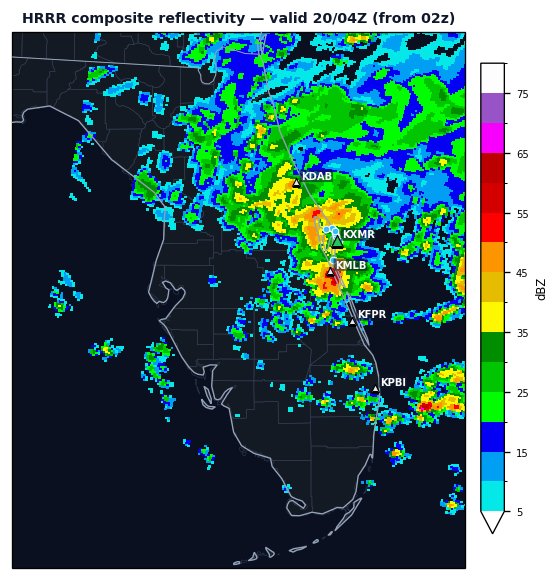 HRRR composite reflectivity — valid 20/04Z (from 02z)
KDAB
KXMR
KMLB
KFPR
KPBI
75
65
55
45
35
25
15
5
dBZ